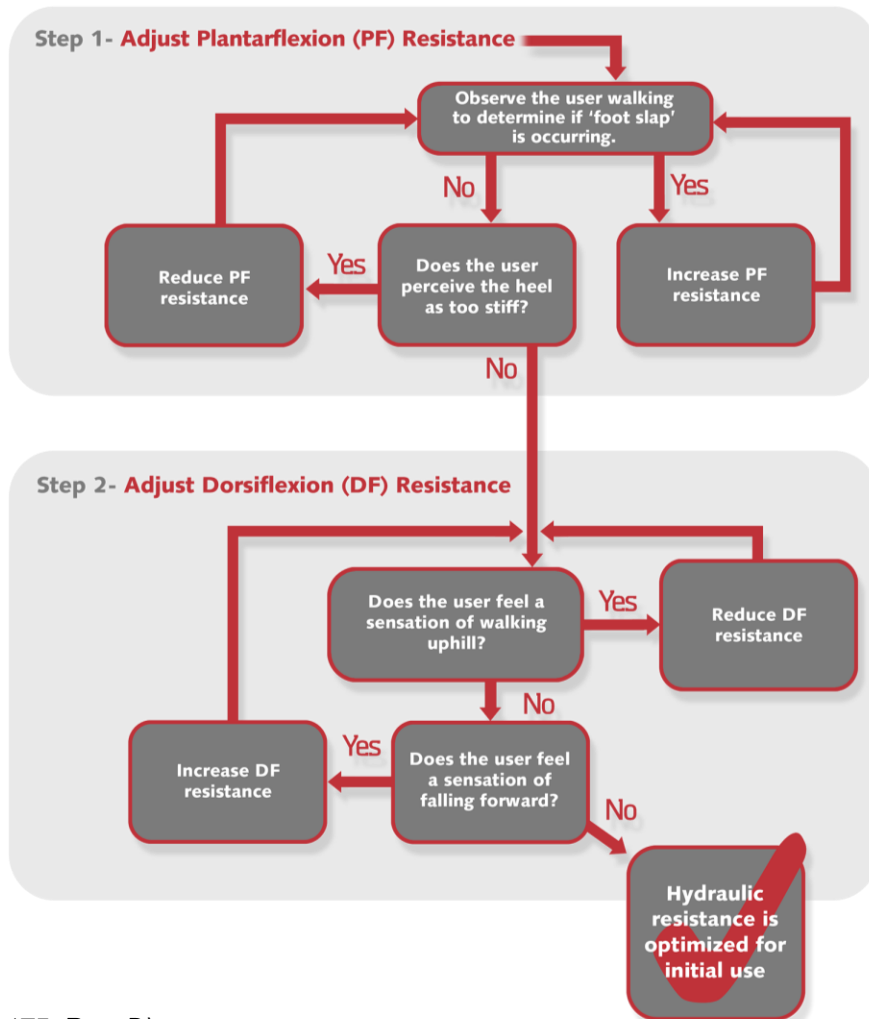 Step 1- Adjust Plantarflexion (PF) Resistance
Observe the user walking
to determine if ‘foot slap’
is occurring.
No
Yes
Reduce PF
resistance
Yes
Does the user
perceive the heel
as too stiff?
Increase PF
resistance
No
Step 2- Adjust Dorsiflexion (DF) Resistance
Does the user feel a
sensation of walking
uphill?
Yes
Reduce DF
resistance
No
Increase DF
resistance
Yes
Does the user feel
a sensation of
falling forward?
No
Hydraulic
resistance is
optimized for
initial use